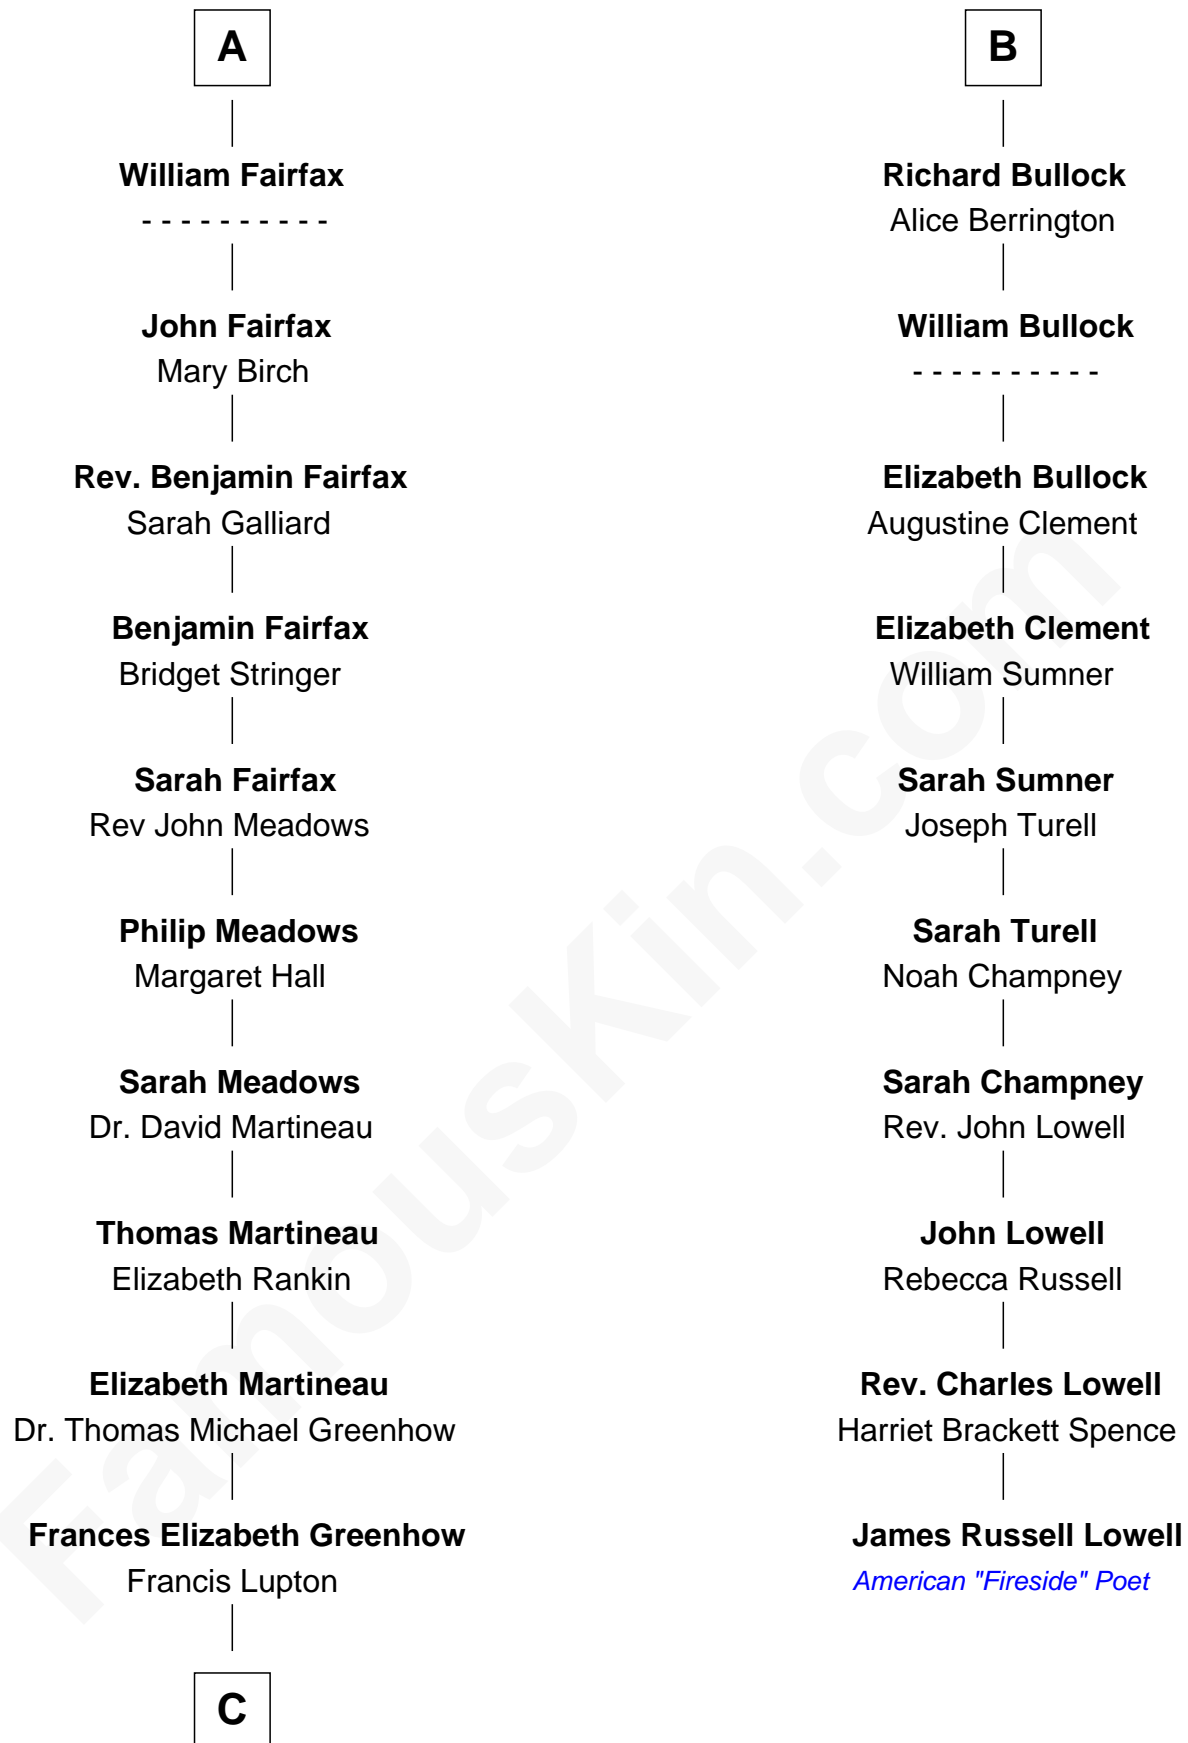 A
William Fairfax
- - - - - - - - - -
John Fairfax
Mary Birch
Rev. Benjamin Fairfax
Sarah Galliard
Benjamin Fairfax
Bridget Stringer
Sarah Fairfax
Rev John Meadows
Philip Meadows
Margaret Hall
Sarah Meadows
Dr. David Martineau
Thomas Martineau
Elizabeth Rankin
Elizabeth Martineau
Dr. Thomas Michael Greenhow
Frances Elizabeth Greenhow
Francis Lupton
C
B
Richard Bullock
Alice Berrington
William Bullock
- - - - - - - - - -
Elizabeth Bullock
Augustine Clement
Elizabeth Clement
William Sumner
Sarah Sumner
Joseph Turell
Sarah Turell
Noah Champney
Sarah Champney
Rev. John Lowell
John Lowell
Rebecca Russell
Rev. Charles Lowell
Harriet Brackett Spence
James Russell Lowell
American "Fireside" Poet
FamousKin.com